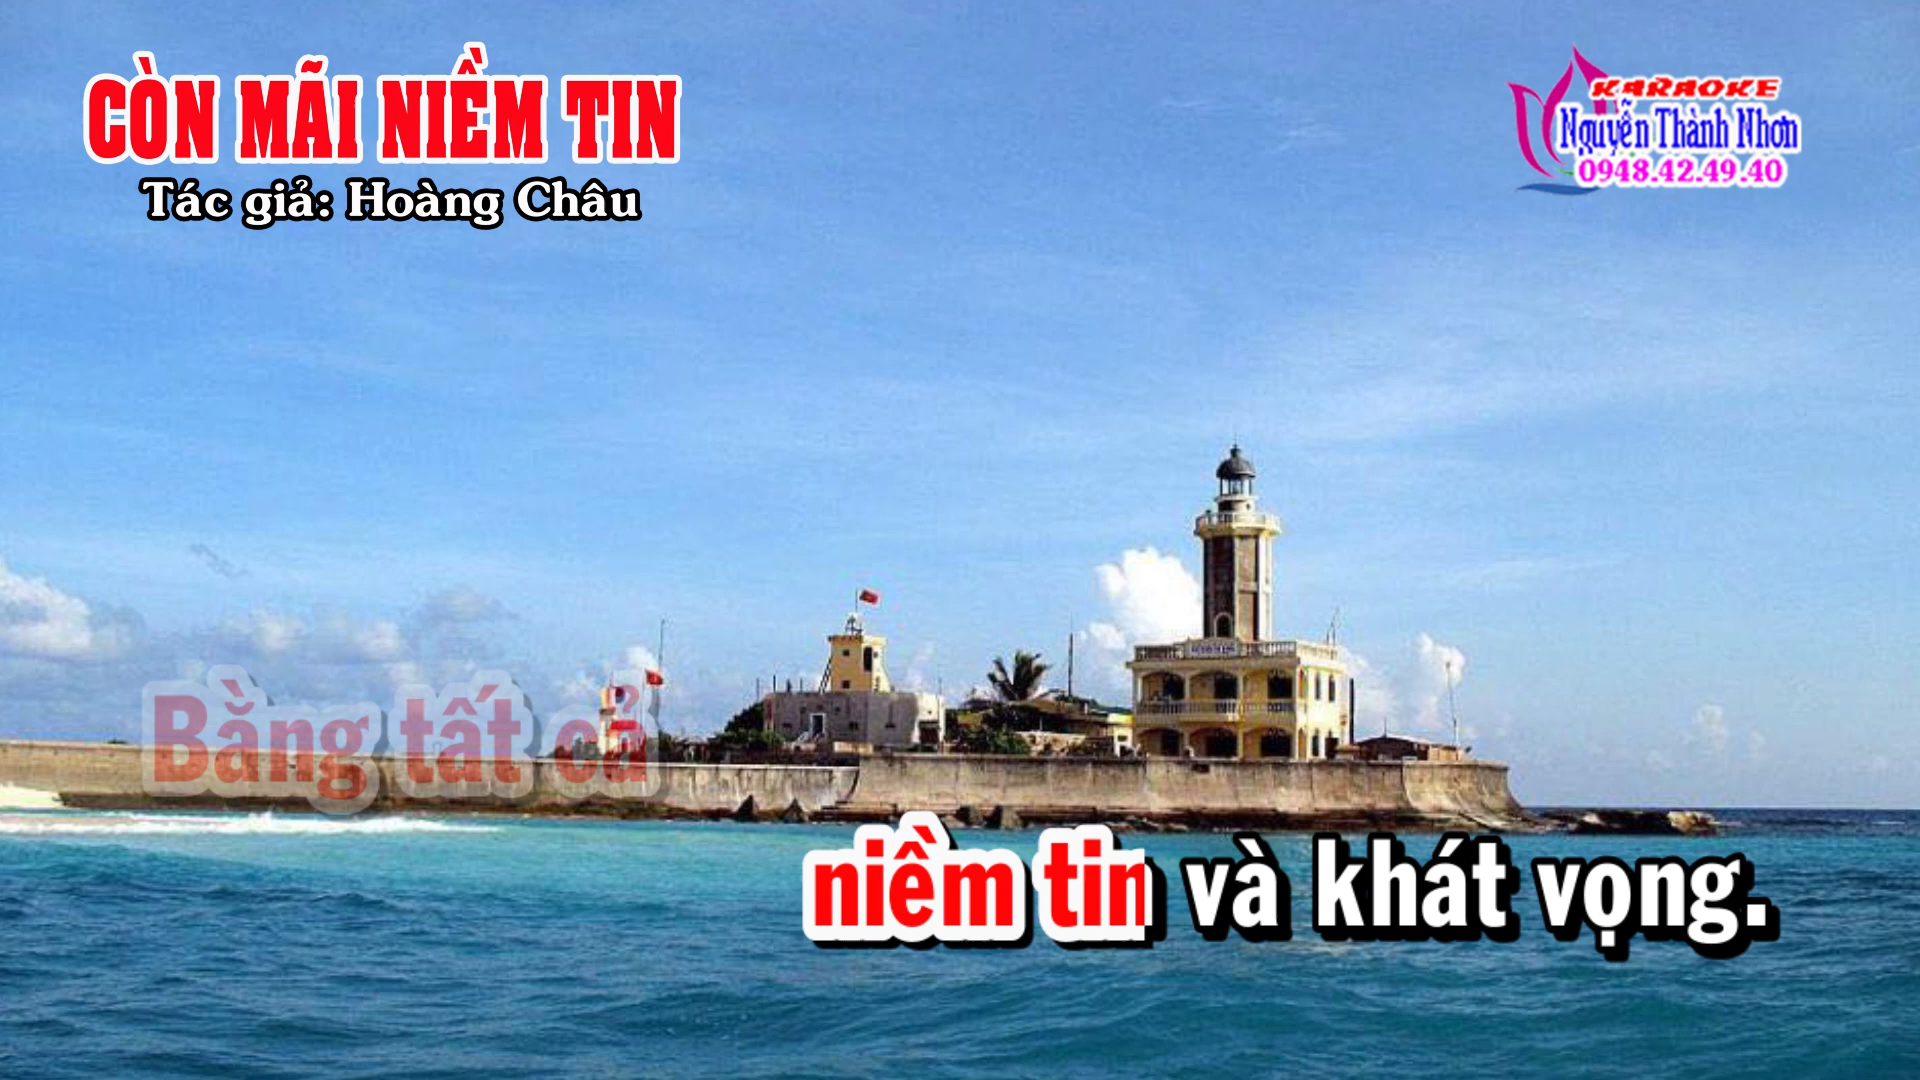 CÒN MÃI NIỀM TIN
Tác giả: Hoàng Châu
KARAOKE
Nguyễn Thành Nhơn
0948.42.49.40
Bằng tất cả
niềm tin và khát vọng.